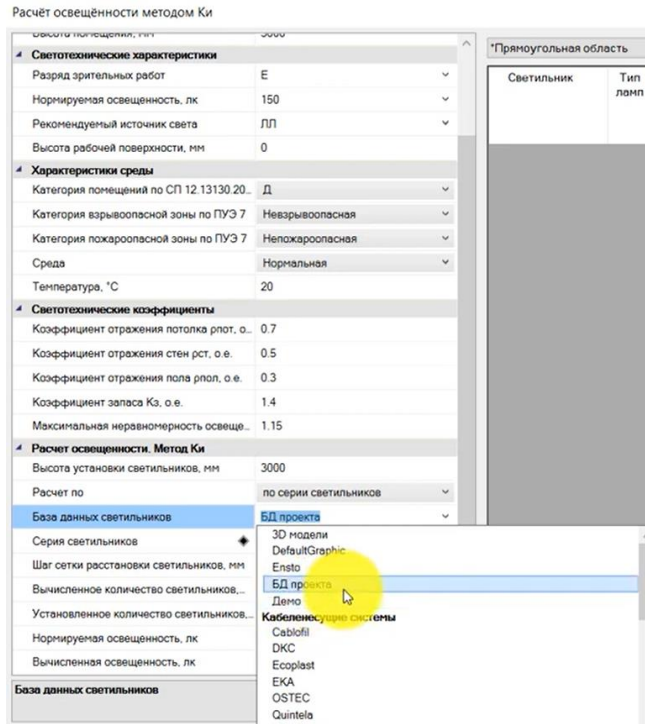 Расчёт освещённости методом Ки
Высота помещения, мм 3000
Светотехнические характеристики
Разряд зрительных работ Е
Нормируемая освещенность, лк 150
Рекомендуемый источник света ЛЛ
Высота рабочей поверхности, мм 0
Характеристики среды
Категория помещений по СП 12.13130.20... Д
Категория взрывоопасной зоны по ПУЭ 7 Невзрывоопасная
Категория пожароопасной зоны по ПУЭ 7 Непожароопасная
Среда Нормальная
Температура, °С 20
Светотехнические коэффициенты
Коэффициент отражения потолка ρпот, о... 0.7
Коэффициент отражения стен ρст, о.е. 0.5
Коэффициент отражения пола ρпол, о.е. 0.3
Коэффициент запаса Кз, о.е. 1.4
Максимальная неравномерность освеще... 1.15
Расчет освещенности. Метод Ки
Высота установки светильников, мм 3000
Расчет по по серии светильников
База данных светильников БД проекта
Серия светильников
Шаг сетки расстановки светильников, мм
Вычисленное количество светильников,...
Установленное количество светильников,...
Нормируемая освещенность, лк
Вычисленная освещенность, лк
База данных светильников
3D модели
DefaultGraphic
Ensto
БД проекта
Демо
Кабеленесущие системы
Cablofil
DKC
Ecoplast
EKA
OSTEC
Quintela
*Прямоугольная область
Светильник Тип
ламп